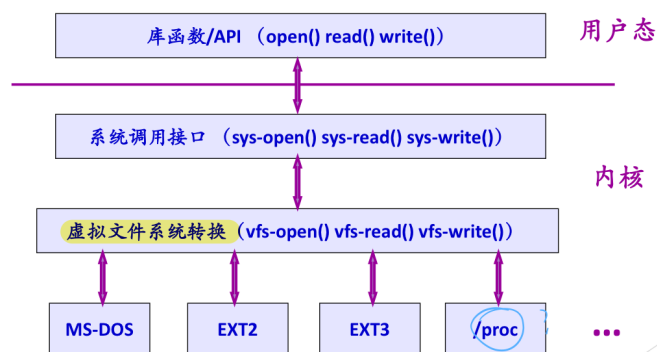 库函数/API （open() read() write()）
用户态
系统调用接口 （sys-open() sys-read() sys-write()）
内核
虚拟文件系统转换（vfs-open() vfs-read() vfs-write()）
MS-DOS
EXT2
EXT3
/proc
...